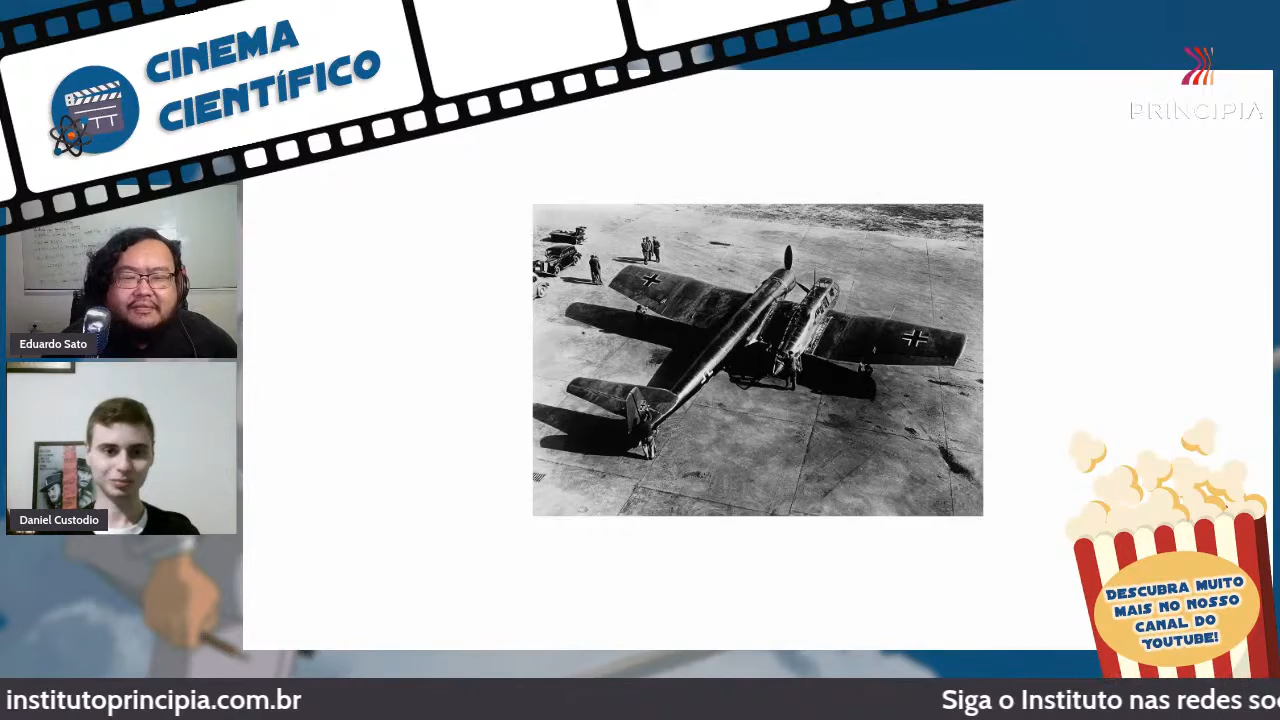 CINEMA
CIENTÍFICO
PRINCIPIA
Eduardo Sato
Daniel Custodio
DESCUBRA MUITO
MAIS NO NOSSO
CANAL DO
YOUTUBE!
institutoprincipia.com.br
Siga o Instituto nas redes soc